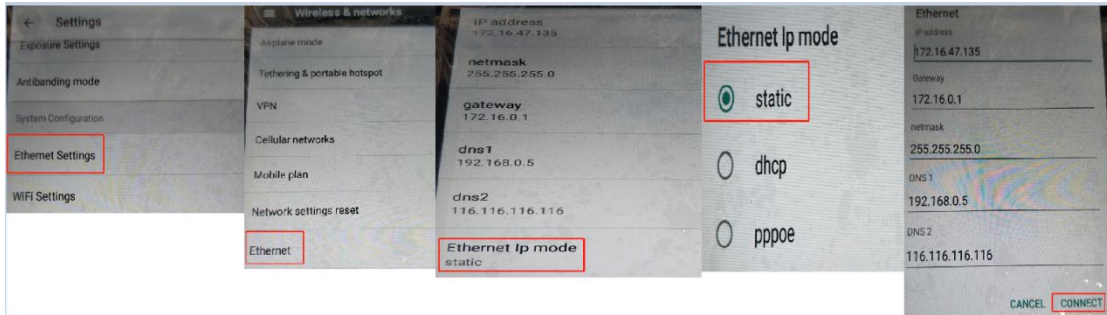 Settings
Exposure Settings
Antibanding mode
System Configuration
Ethernet Settings
WiFi Settings
Wireless & networks
Airplane mode
Tethering & portable hotspot
VPN
Cellular networks
Mobile plan
Network settings reset
Ethernet
IP address
172.16.47.135
netmask
255.255.255.0
gateway
172.16.0.1
dns1
192.168.0.5
dns2
116.116.116.116
Ethernet Ip mode
static
Ethernet Ip mode
static
dhcp
pppoe
Ethernet
IP address
172.16.47.135
Gateway
172.16.0.1
netmask
255.255.255.0
DNS 1
192.168.0.5
DNS 2
116.116.116.116
CANCEL CONNECT